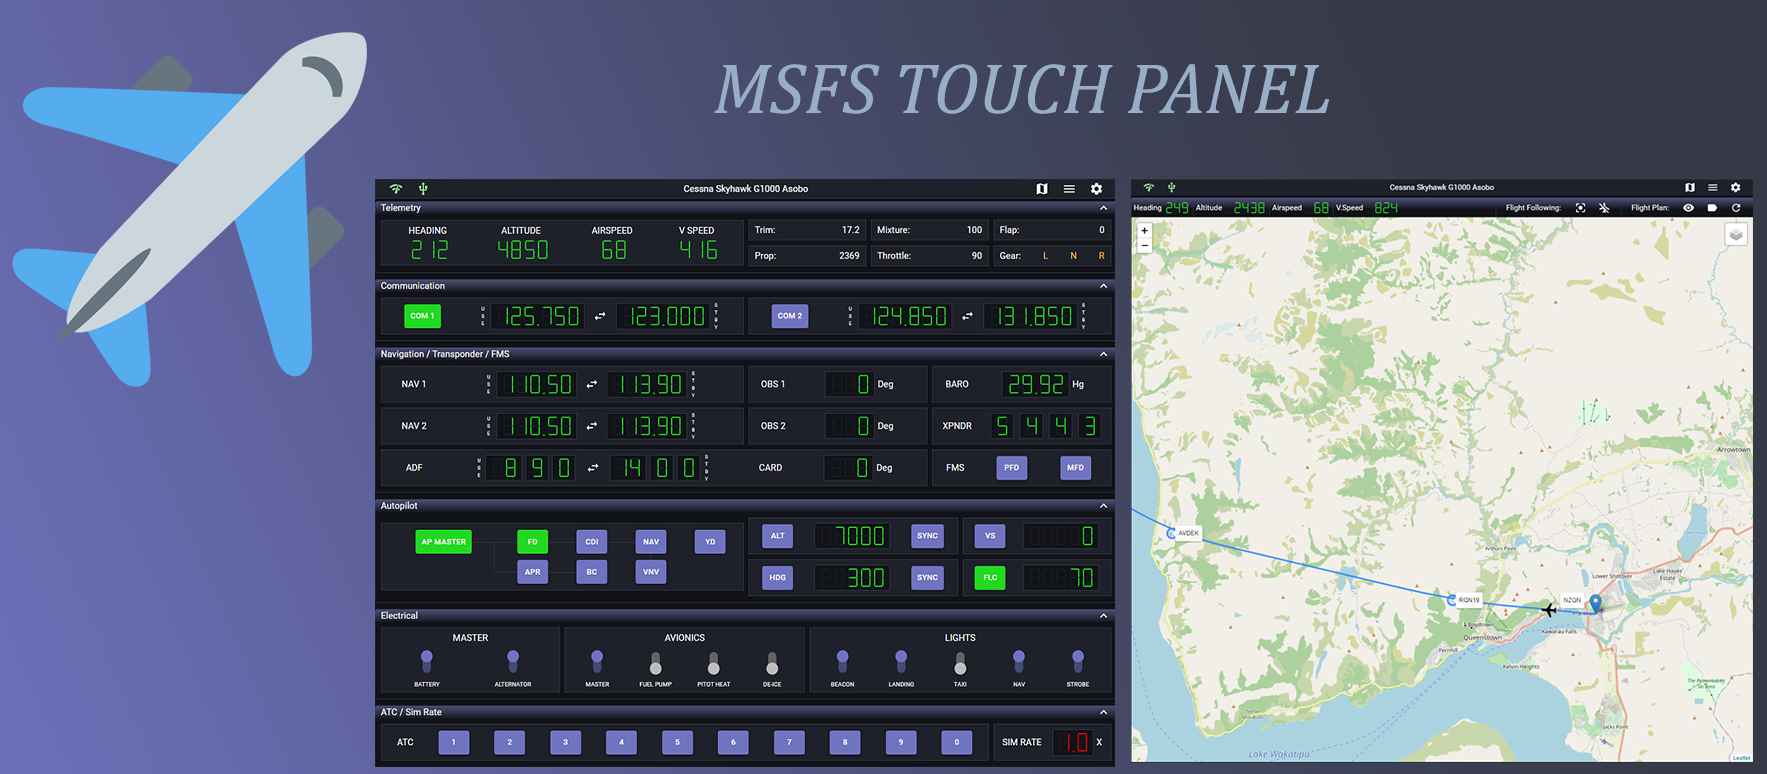 MSFS TOUCH PANEL
Cessna Skyhawk G1000 Asobo
Telemetry
HEADING ALTITUDE AIRSPEED V SPEED
212 4850 68 416
Trim: 17.2 Mixture: 100 Flap: 0
Prop: 2369 Throttle: 90 Gear: L N R
Communication
COM 1 USE 125.750 123.000 STBY COM 2 USE 124.850 131.850 STBY
Navigation / Transponder / FMS
NAV 1 USE 110.50 113.90 STBY OBS 1 0 Deg BARO 29.92 Hg
NAV 2 USE 110.50 113.90 STBY OBS 2 0 Deg XPNDR 5 4 4 3
ADF USE 8 9 0 14 0 0 STBY CARD 0 Deg FMS PFD MFD
Autopilot
AP MASTER FD CDI NAV YD
APR BC VNV
ALT 7000 SYNC VS 0
HDG 300 SYNC FLC 70
Electrical
MASTER AVIONICS LIGHTS
BATTERY ALTERNATOR MASTER FUEL PUMP PITOT HEAT DE-ICE BEACON LANDING TAXI NAV STROBE
ATC / Sim Rate
ATC 1 2 3 4 5 6 7 8 9 0 SIM RATE 1.0 X
Cessna Skyhawk G1000 Asobo
Heading 249 Altitude 2438 Airspeed 68 V.Speed 824 Flight Following: Flight Plan:
+
−
Arrowtown
AVDEK
Arthurs Point
Lower Shotover
Lake Hayes
Estate
RQN19
NZQN
Queenstown
Kawarau Falls
Fernhill
Kelvin Heights
The Remarkables
Ski Area
Jacks Point
Lake Wakatipu
Leaflet